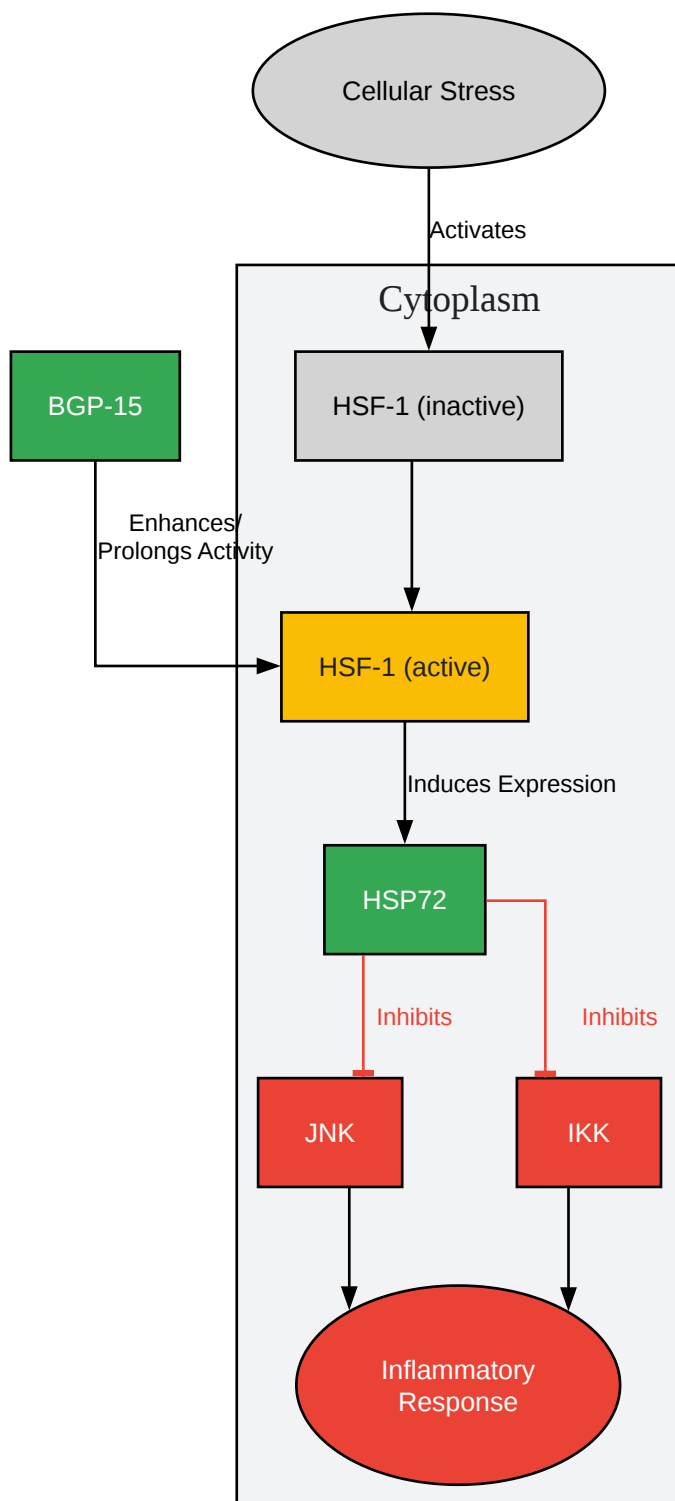 Cellular Stress
Activates
Cytoplasm
BGP-15
HSF-1 (inactive)
Enhances/
Prolongs Activity
HSF-1 (active)
Induces Expression
HSP72
Inhibits
Inhibits
JNK
IKK
Inflammatory
Response